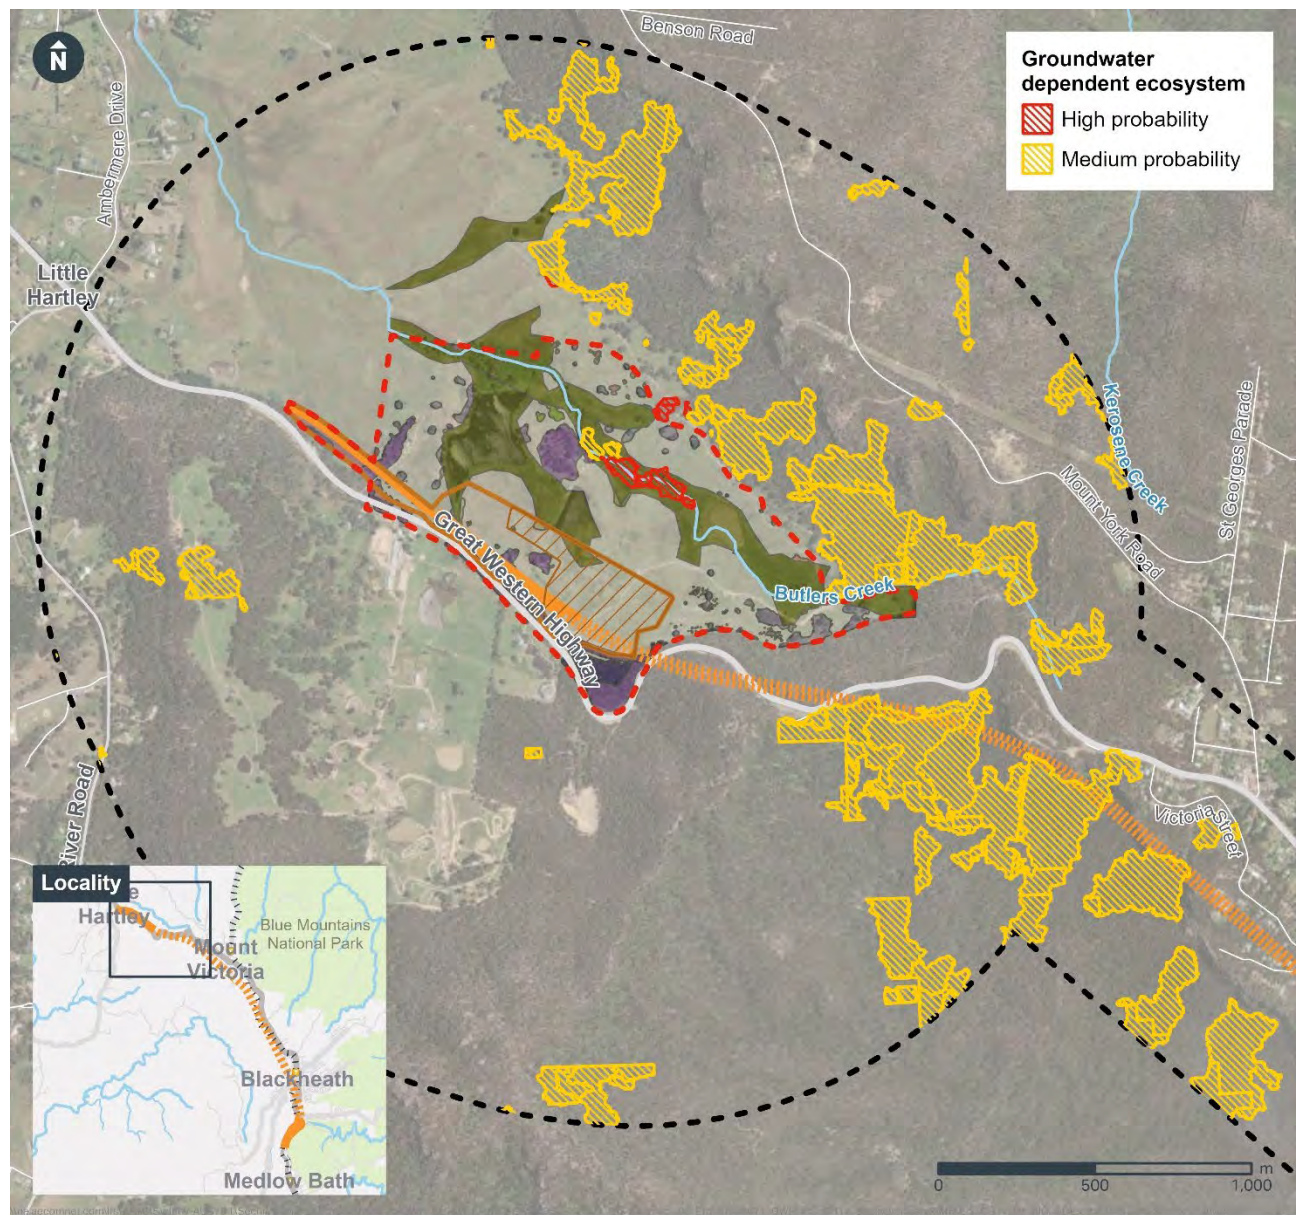 N
Benson Road
Groundwater
dependent ecosystem
High probability
Medium probability
Ambermere Drive
Little
Hartley
Kerosene Creek
St Georges Parade
Mount York Road
Great Western Highway
Butlers Creek
River Road
Victoria Street
Locality
e
Hartley
Blue Mountains
National Park
Mount
Victoria
Blackheath
Medlow Bath
m
0 500 1,000